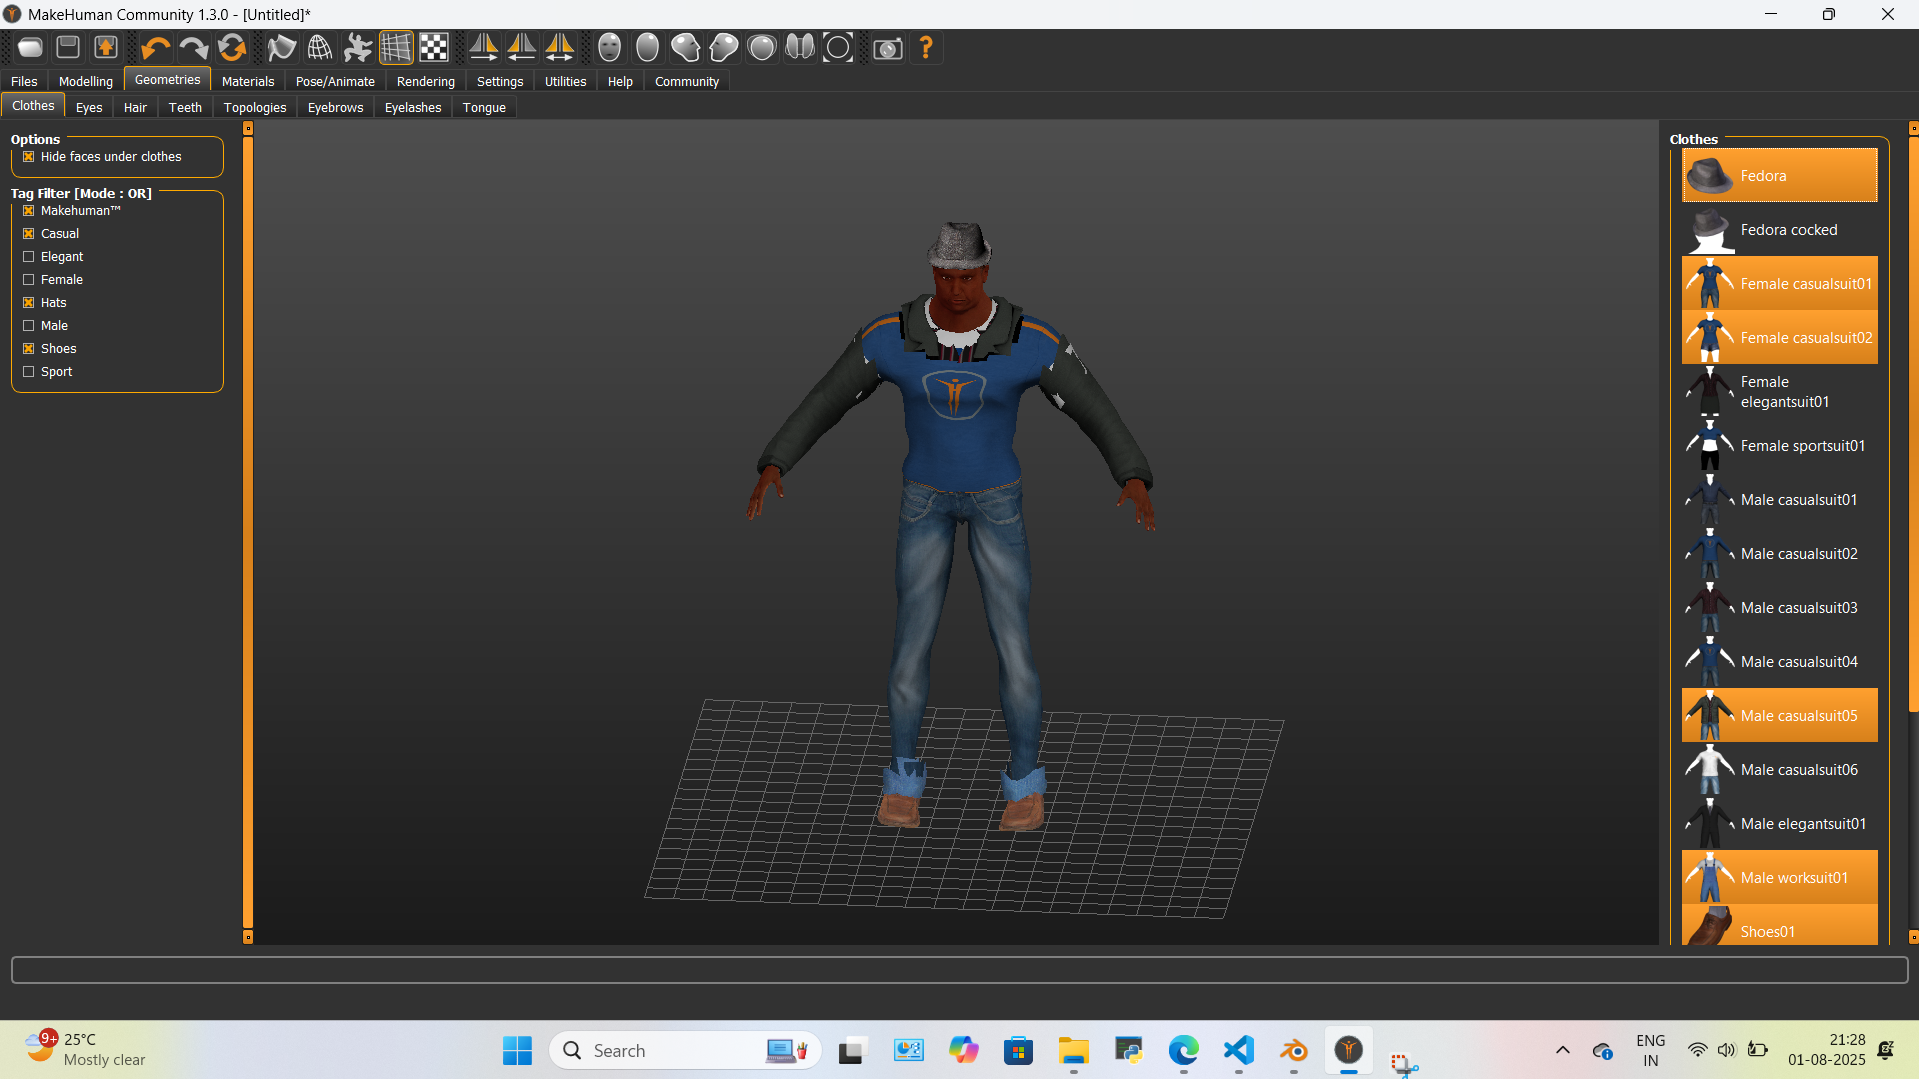 MakeHuman Community 1.3.0 - [Untitled]*
Files Modelling Geometries Materials Pose/Animate Rendering Settings Utilities Help Community
Clothes Eyes Hair Teeth Topologies Eyebrows Eyelashes Tongue
Options
Hide faces under clothes
Tag Filter [Mode : OR]
Makehuman™
Casual
Elegant
Female
Hats
Male
Shoes
Sport
Clothes
Fedora
Fedora cocked
Female casualsuit01
Female casualsuit02
Female
elegantsuit01
Female sportsuit01
Male casualsuit01
Male casualsuit02
Male casualsuit03
Male casualsuit04
Male casualsuit05
Male casualsuit06
Male elegantsuit01
Male worksuit01
Shoes01
9+
25°C
Mostly clear
Search
ENG
IN
21:28
01-08-2025